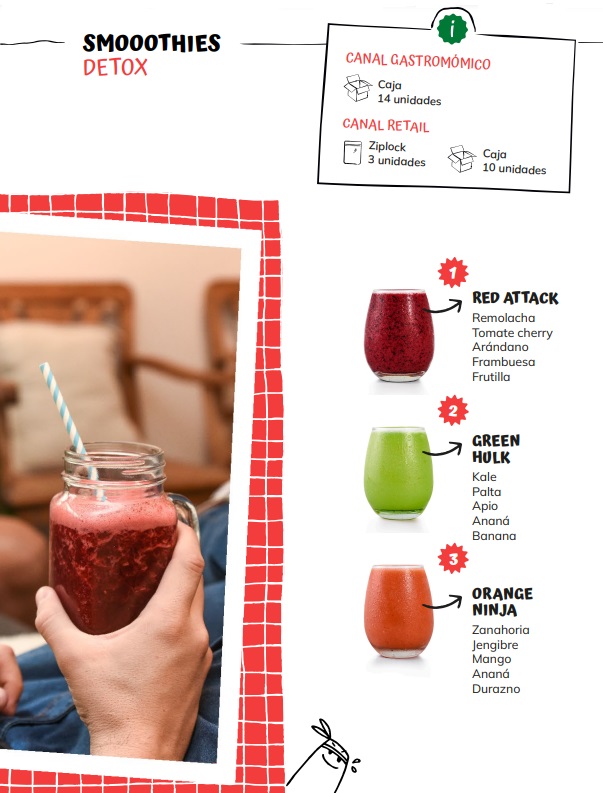 SMOOOTHIES
DETOX
i
CANAL GASTROMÓMICO
Caja
14 unidades
CANAL RETAIL
Ziplock
3 unidades
Caja
10 unidades
1
RED ATTACK
Remolacha
Tomate cherry
Arándano
Frambuesa
Frutilla
2
GREEN
HULK
Kale
Palta
Apio
Ananá
Banana
3
ORANGE
NINJA
Zanahoria
Jengibre
Mango
Ananá
Durazno